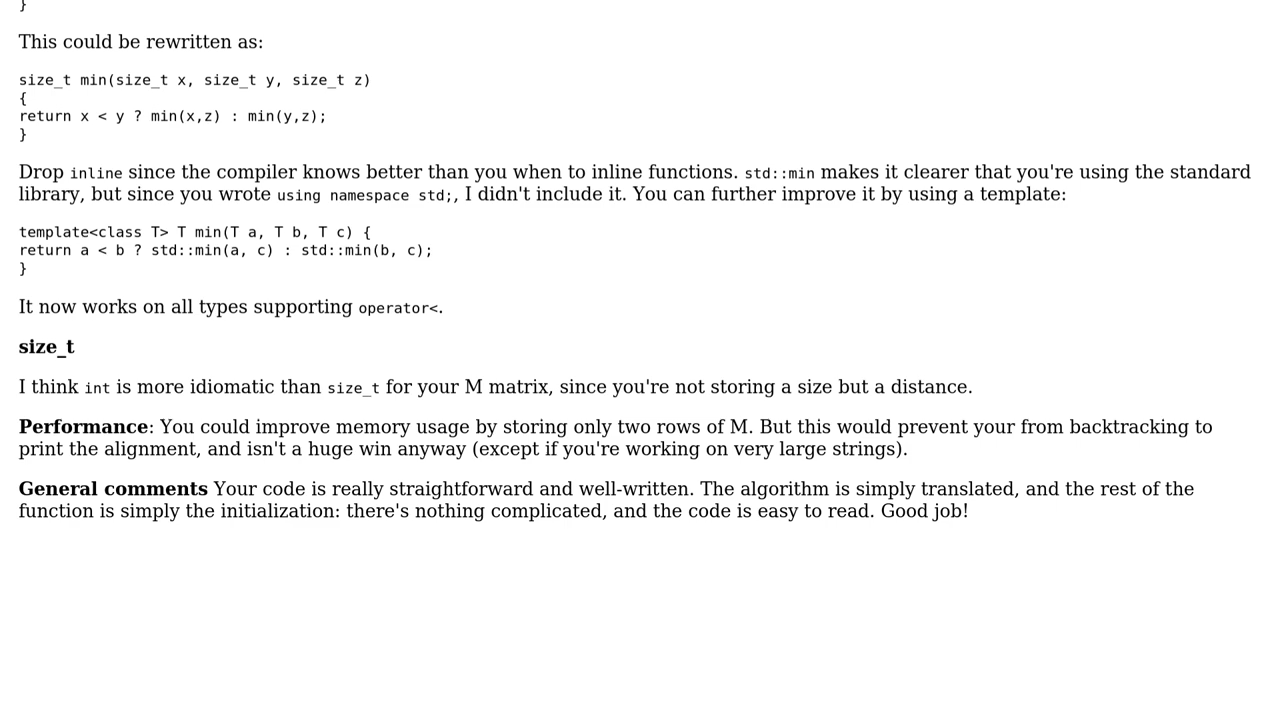 }
This could be rewritten as:
size_t min(size_t x, size_t y, size_t z)
{
return x < y ? min(x,z) : min(y,z);
}
Drop inline since the compiler knows better than you when to inline functions. std::min makes it clearer that you're using the standard
library, but since you wrote using namespace std;, I didn't include it. You can further improve it by using a template:
template<class T> T min(T a, T b, T c) {
return a < b ? std::min(a, c) : std::min(b, c);
}
It now works on all types supporting operator<.
size_t
I think int is more idiomatic than size_t for your M matrix, since you're not storing a size but a distance.
Performance: You could improve memory usage by storing only two rows of M. But this would prevent your from backtracking to
print the alignment, and isn't a huge win anyway (except if you're working on very large strings).
General comments Your code is really straightforward and well-written. The algorithm is simply translated, and the rest of the
function is simply the initialization: there's nothing complicated, and the code is easy to read. Good job!